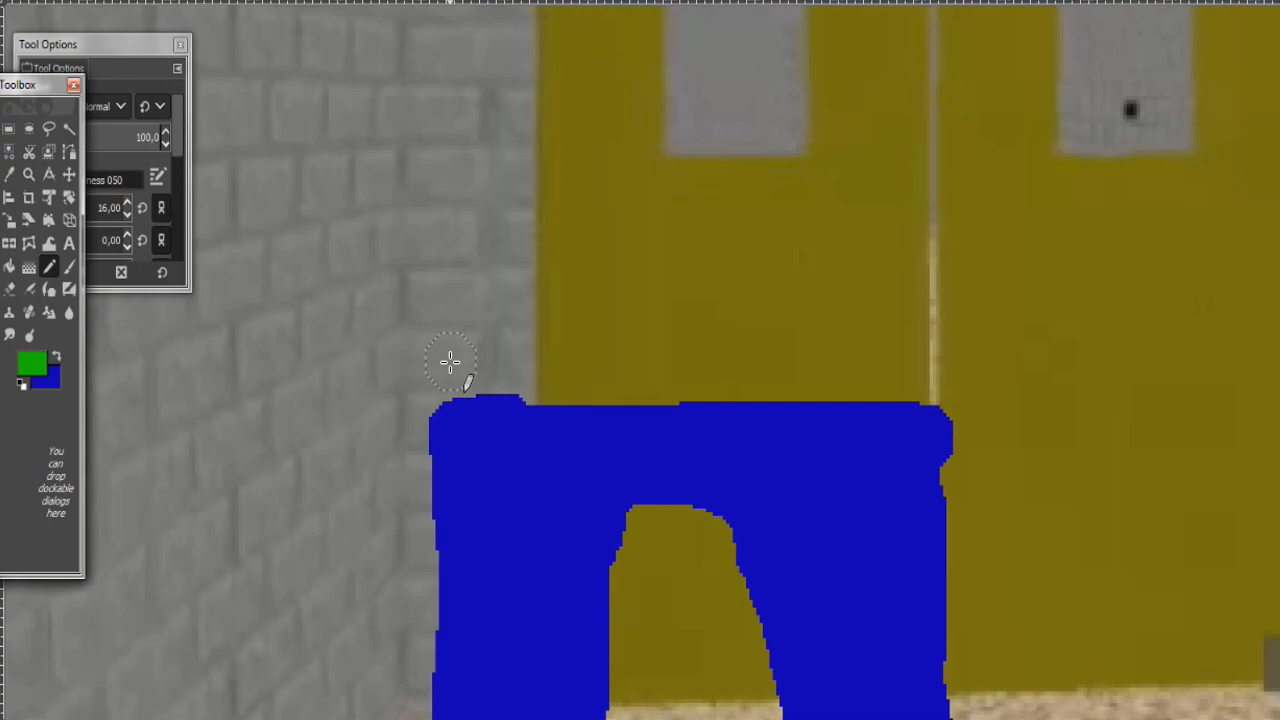 Tool Options
Tool Options
Toolbox
ormal
100,0
ness 050
16,00
0,00
A
You
can
drop
dockable
dialogs
here